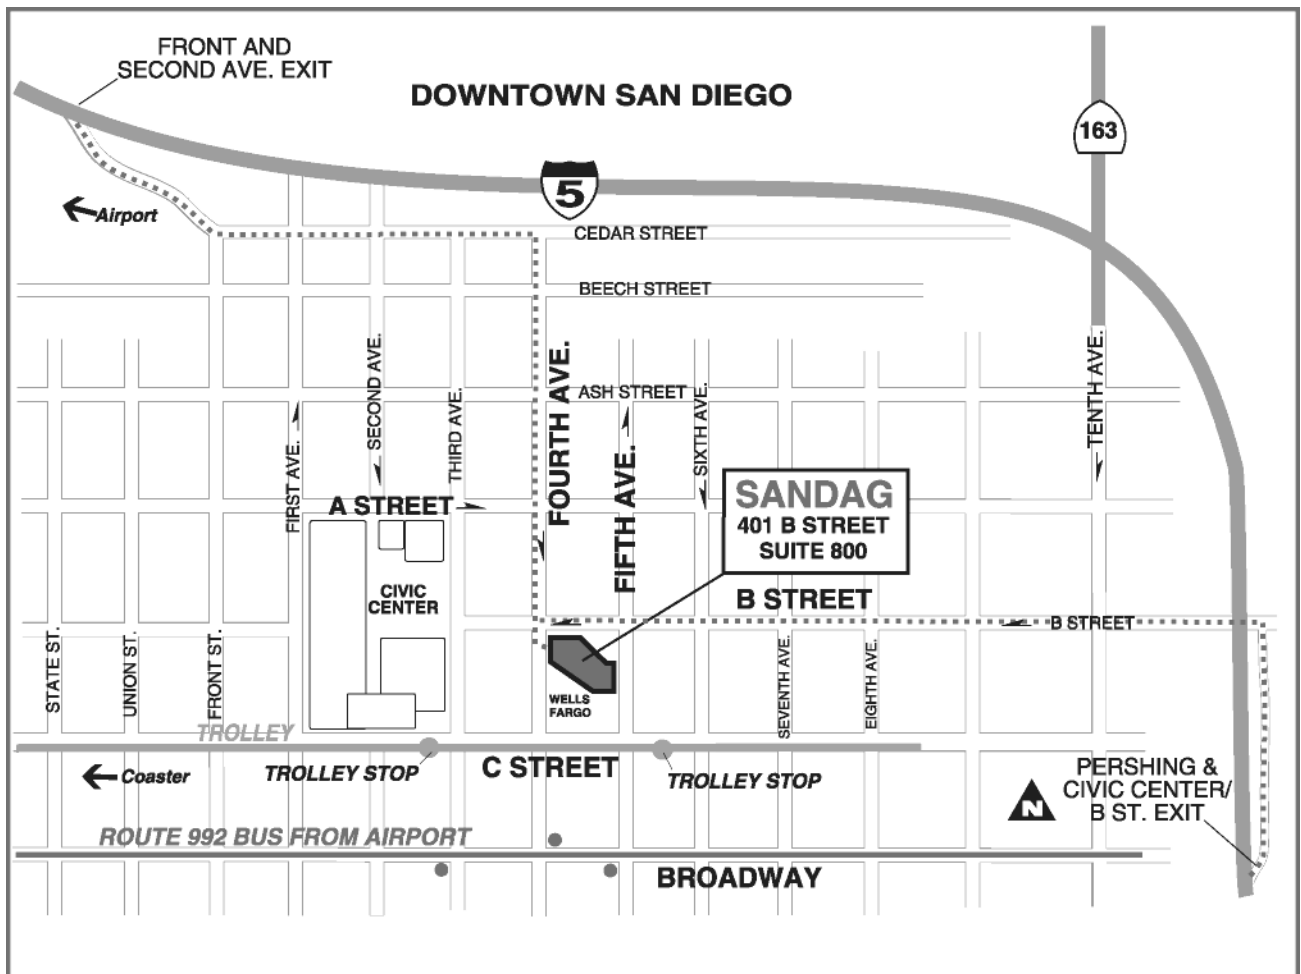 FRONT AND
SECOND AVE. EXIT
DOWNTOWN SAN DIEGO
163
5
Airport
CEDAR STREET
BEECH STREET
SECOND AVE.
FOURTH AVE.
TENTH AVE.
ASH STREET
THIRD AVE.
SIXTH AVE.
FIRST AVE.
FIFTH AVE.
A STREET
SANDAG
401 B STREET
SUITE 800
CIVIC
CENTER
B STREET
B STREET
STATE ST.
UNION ST.
FRONT ST.
SEVENTH AVE.
EIGHTH AVE.
WELLS
FARGO
TROLLEY
TROLLEY STOP
C STREET
TROLLEY STOP
Coaster
PERSHING &
CIVIC CENTER/
B ST. EXIT
N
ROUTE 992 BUS FROM AIRPORT
BROADWAY